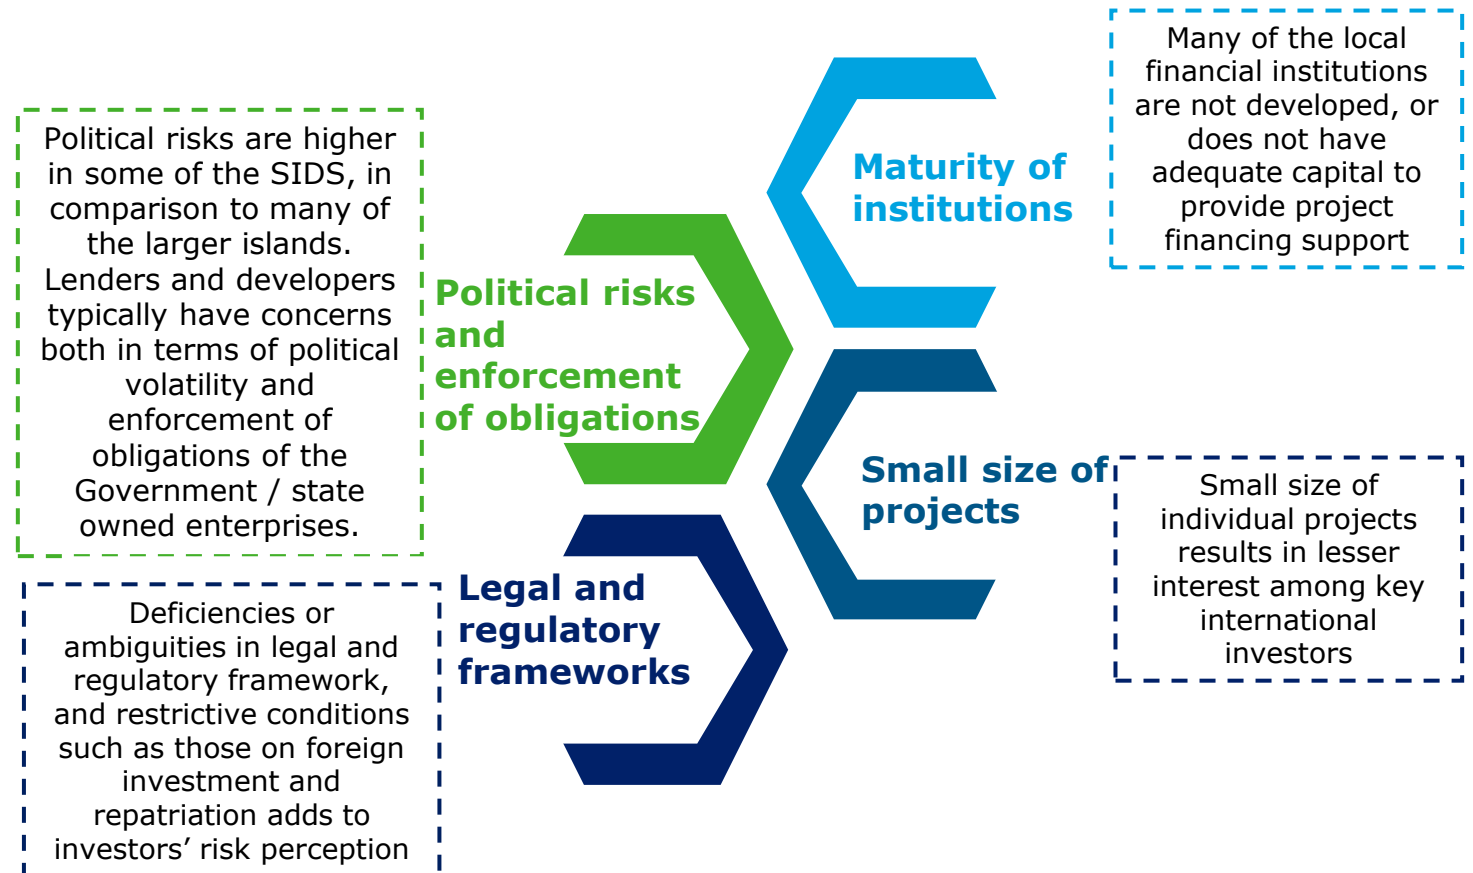 Political risks are higher
in some of the SIDS, in
comparison to many of
the larger islands.
Lenders and developers
typically have concerns
both in terms of political
volatility and
enforcement of
obligations of the
Government / state
owned enterprises.
Political risks
and
enforcement
of obligations
Maturity of
institutions
Many of the local
financial institutions
are not developed, or
does not have
adequate capital to
provide project
financing support
Small size of
projects
Small size of
individual projects
results in lesser
interest among key
international
investors
Legal and
regulatory
frameworks
Deficiencies or
ambiguities in legal and
regulatory framework,
and restrictive conditions
such as those on foreign
investment and
repatriation adds to
investors’ risk perception